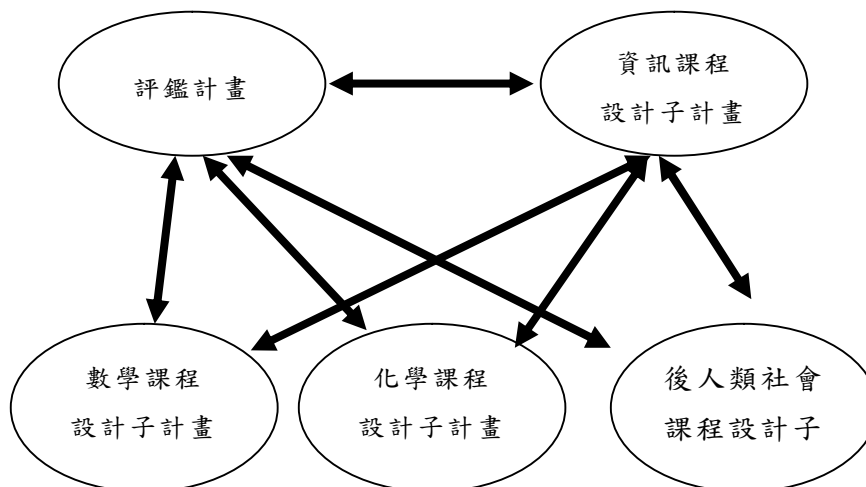 評鑑計畫
資訊課程
設計子計畫
數學課程
設計子計畫
化學課程
設計子計畫
後人類社會
課程設計子